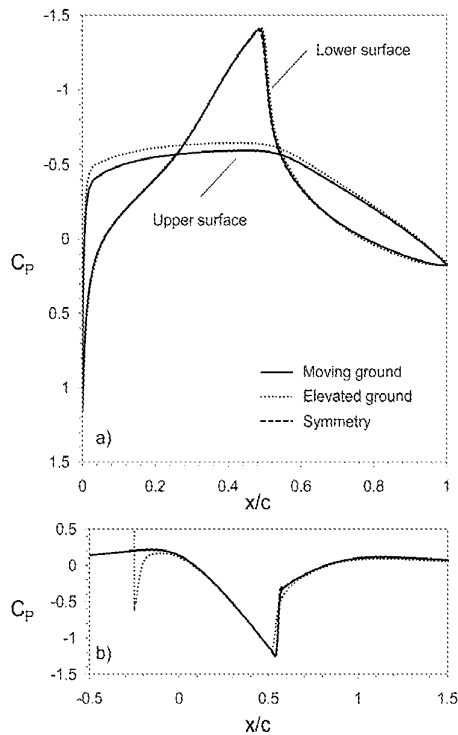 -1.5
Lower surface
-1
-0.5
Upper surface
0
C_P
0.5
Moving ground
Elevated ground
1
Symmetry
a)
1.5
0 0.2 0.4 0.6 0.8 1
x/c
0.5
0
C_P
-0.5
-1
b)
-1.5
-0.5 0 0.5 1 1.5
x/c